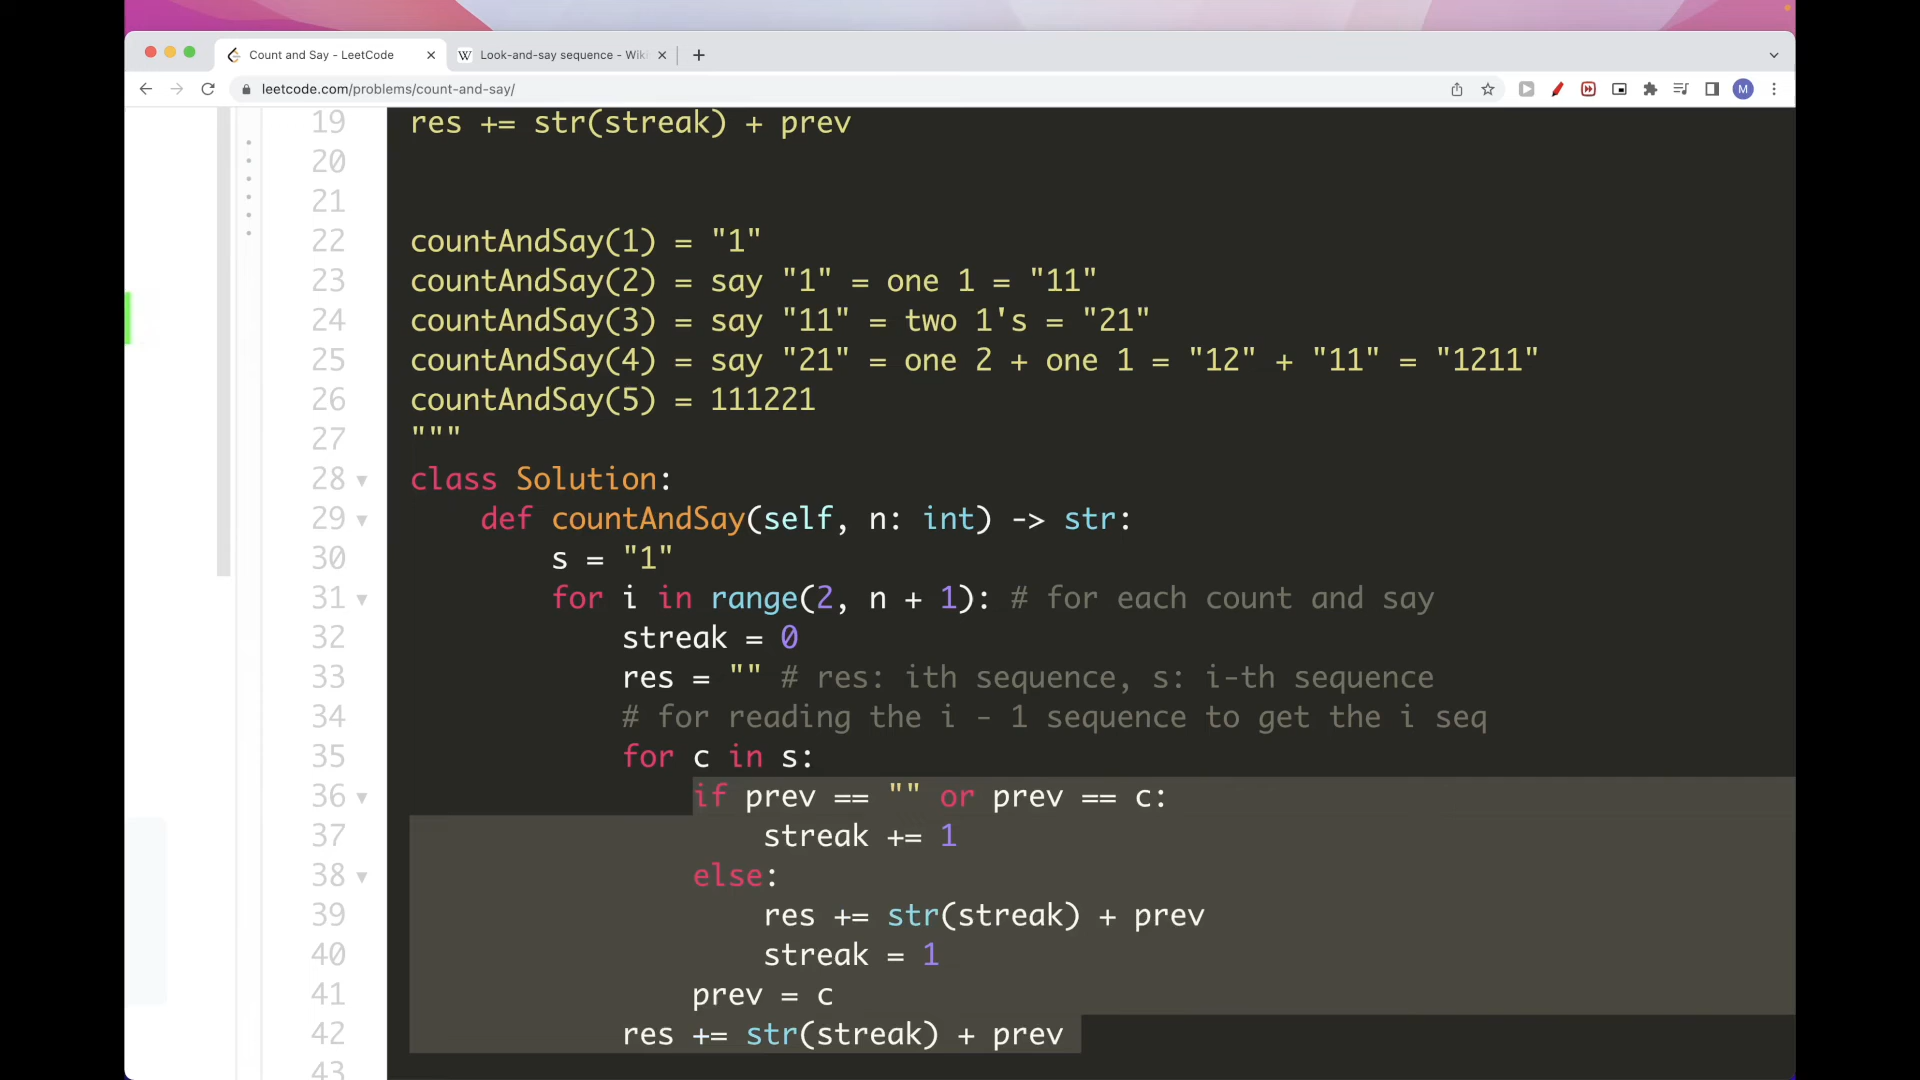 Count and Say - LeetCode
Look-and-say sequence - Wiki
leetcode.com/problems/count-and-say/
M
19 res += str(streak) + prev
20
21
22 countAndSay(1) = "1"
23 countAndSay(2) = say "1" = one 1 = "11"
24 countAndSay(3) = say "11" = two 1's = "21"
25 countAndSay(4) = say "21" = one 2 + one 1 = "12" + "11" = "1211"
26 countAndSay(5) = 111221
27 """
28 class Solution:
29 def countAndSay(self, n: int) -> str:
30 s = "1"
31 for i in range(2, n + 1): # for each count and say
32 streak = 0
33 res = "" # res: ith sequence, s: i-th sequence
34 # for reading the i - 1 sequence to get the i seq
35 for c in s:
36 if prev == "" or prev == c:
37 streak += 1
38 else:
39 res += str(streak) + prev
40 streak = 1
41 prev = c
42 res += str(streak) + prev
43